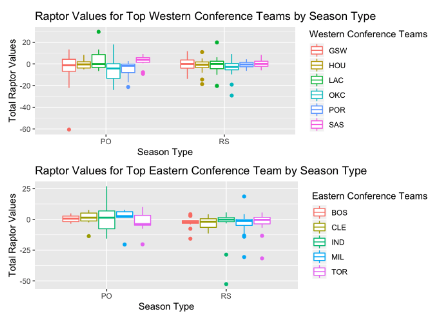 Raptor Values for Top Western Conference Teams by Season Type
Total Raptor Values
20
0
-20
-40
-60
PO
RS
Season Type
Western Conference Teams
GSW
HOU
LAC
OKC
POR
SAS
Raptor Values for Top Eastern Conference Team by Season Type
Total Raptor Values
25
0
-25
-50
PO
RS
Season Type
Eastern Conference Teams
BOS
CLE
IND
MIL
TOR